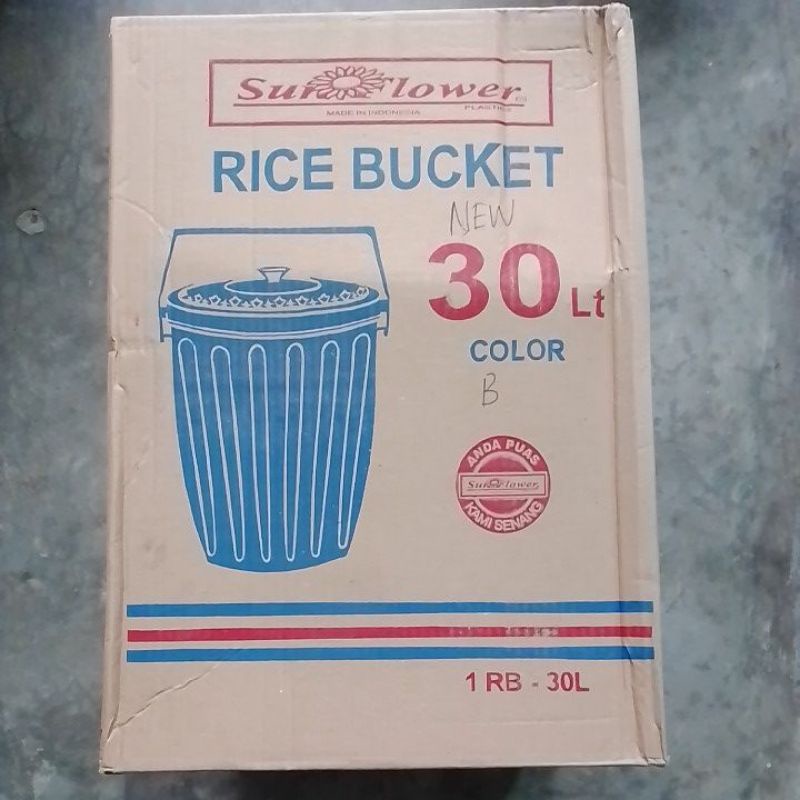 Sunflower
MADE IN INDONESIA PLASTICS
RICE BUCKET
NEW
30 Lt
COLOR
B
ANDA PUAS
Sunflower
KAMI SENANG
1 RB - 30L